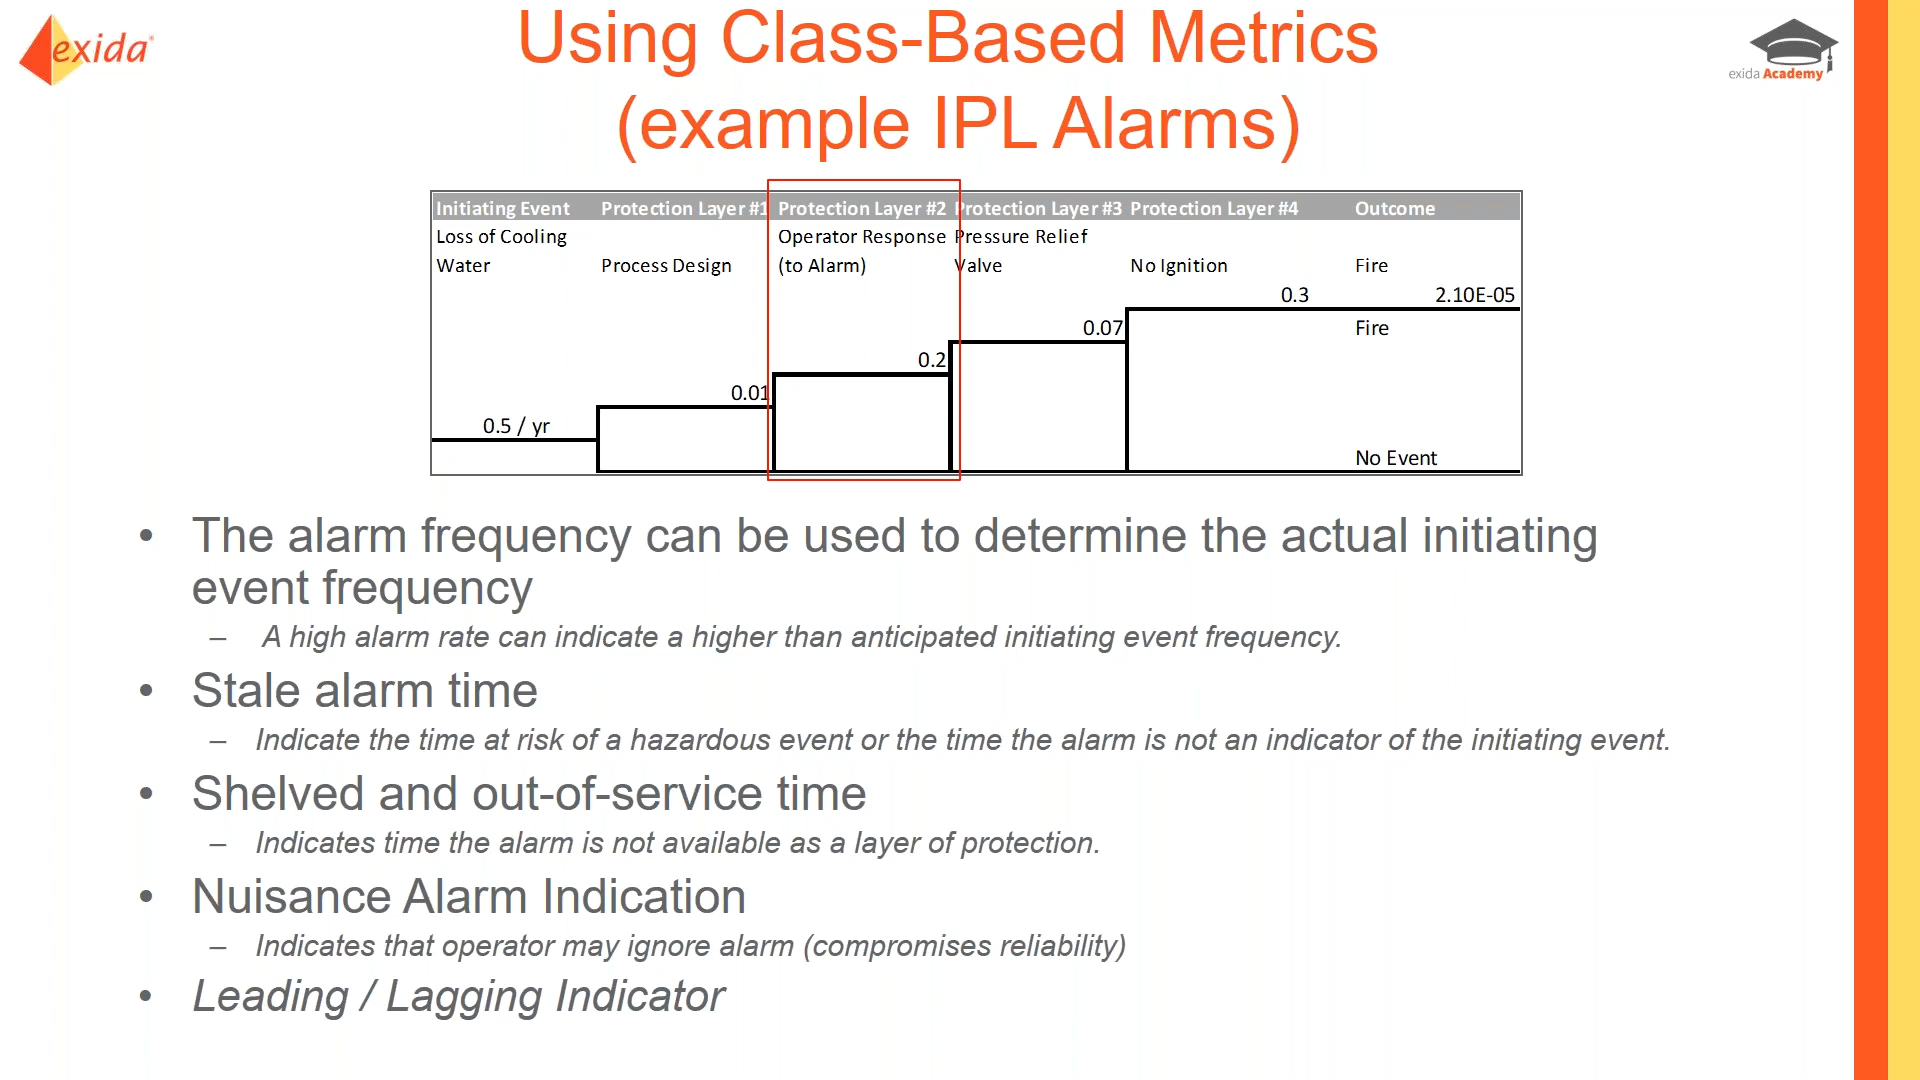 exida
Using Class-Based Metrics
(example IPL Alarms)
exida Academy
Initiating Event Protection Layer #1 Protection Layer #2 Protection Layer #3 Protection Layer #4 Outcome
Loss of Cooling Operator Response Pressure Relief
Water Process Design (to Alarm) Valve No Ignition Fire
0.3 2.10E-05
0.07 Fire
0.2
0.01
0.5 / yr
No Event
• The alarm frequency can be used to determine the actual initiating
event frequency
– A high alarm rate can indicate a higher than anticipated initiating event frequency.
• Stale alarm time
– Indicate the time at risk of a hazardous event or the time the alarm is not an indicator of the initiating event.
• Shelved and out-of-service time
– Indicates time the alarm is not available as a layer of protection.
• Nuisance Alarm Indication
– Indicates that operator may ignore alarm (compromises reliability)
• Leading / Lagging Indicator